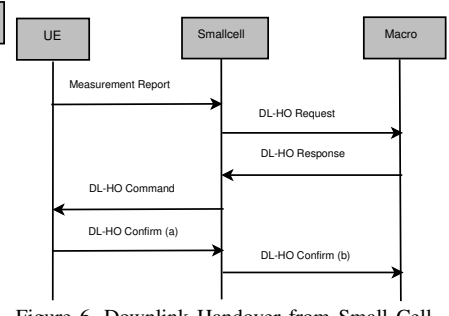 UE
Smallcell
Macro
Measurement Report
DL-HO Request
DL-HO Response
DL-HO Command
DL-HO Confirm (a)
DL-HO Confirm (b)
Figure 6. Downlink Handover from Small Cell